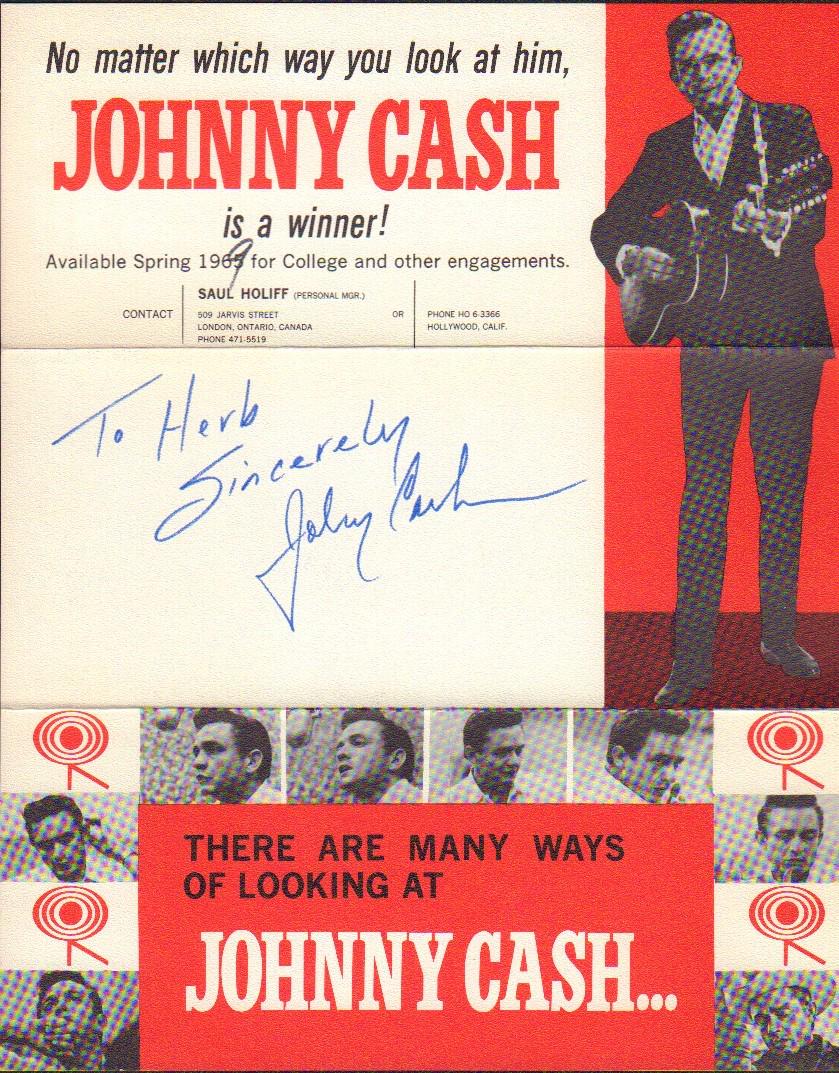 No matter which way you look at him,
JOHNNY CASH
is a winner!
Available Spring 1969 for College and other engagements.
CONTACT
SAUL HOLIFF (PERSONAL MGR.)
509 JARVIS STREET
LONDON, ONTARIO, CANADA
PHONE 471-5519
OR
PHONE HO 6-3366
HOLLYWOOD, CALIF.
To Herb
Sincerely
Johnny Cash
THERE ARE MANY WAYS
OF LOOKING AT
JOHNNY CASH...